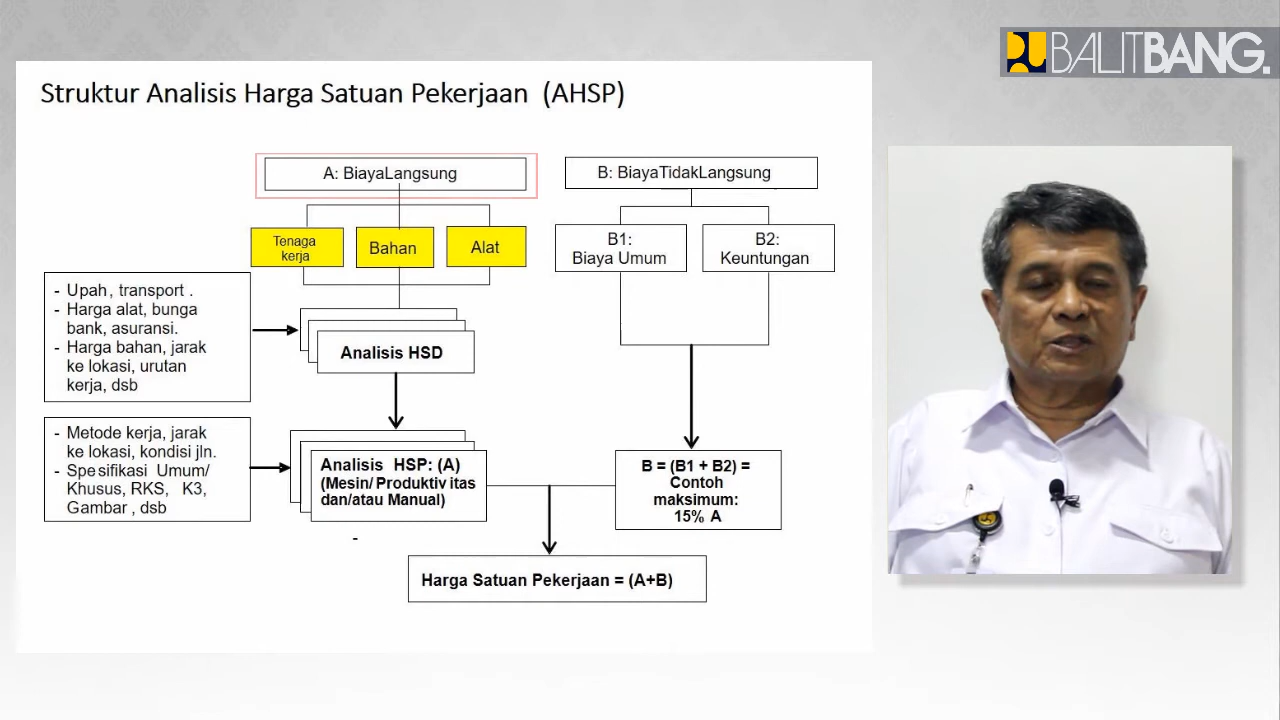 BALITBANG.
Struktur Analisis Harga Satuan Pekerjaan (AHSP)
A: BiayaLangsung
B: BiayaTidakLangsung
Tenaga
kerja
Bahan
Alat
B1:
Biaya Umum
B2:
Keuntungan
- Upah, transport .
- Harga alat, bunga
bank, asuransi.
- Harga bahan, jarak
ke lokasi, urutan
kerja, dsb
Analisis HSD
- Metode kerja, jarak
ke lokasi, kondisi jln.
- Spesifikasi Umum/
Khusus, RKS, K3,
Gambar , dsb
Analisis HSP: (A)
(Mesin/ Produktiv itas
dan/atau Manual)
B = (B1 + B2) =
Contoh
maksimum:
15% A
-
Harga Satuan Pekerjaan = (A+B)